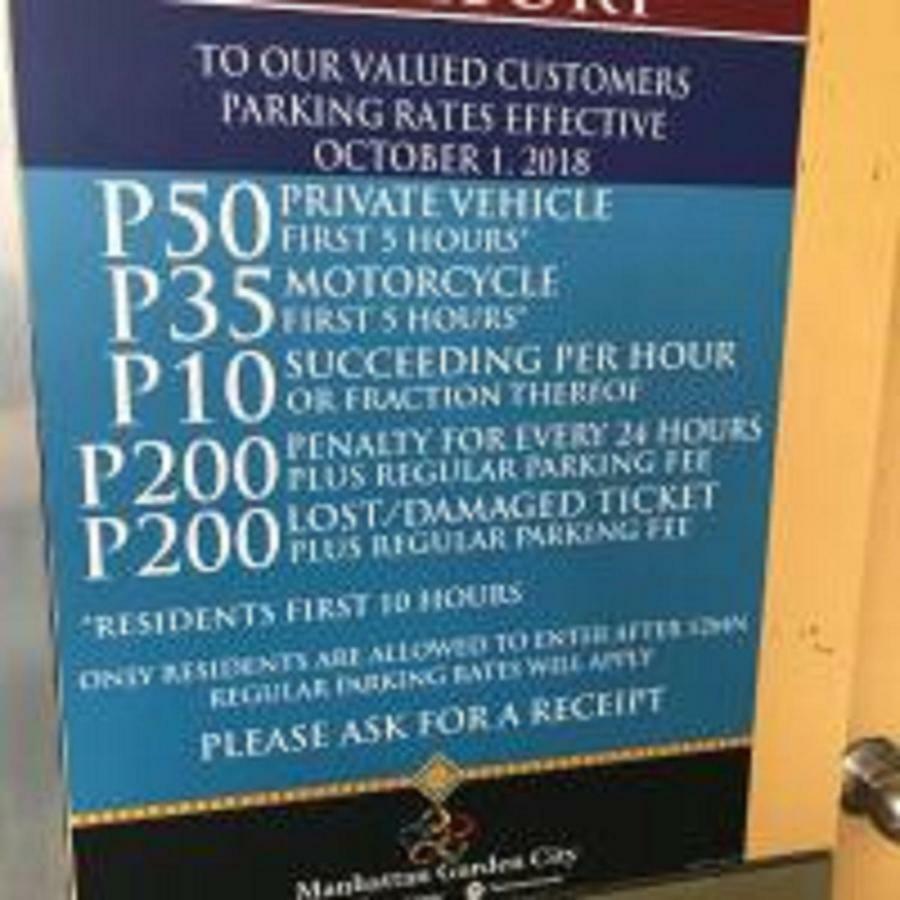 TO OUR VALUED CUSTOMERS
PARKING RATES EFFECTIVE
OCTOBER 1, 2018
P50 PRIVATE VEHICLE
FIRST 5 HOURS*
P35 MOTORCYCLE
FIRST 5 HOURS*
P10 SUCCEEDING PER HOUR
OR FRACTION THEREOF
P200 PENALTY FOR EVERY 24 HOURS
PLUS REGULAR PARKING FEE
P200 LOST/DAMAGED TICKET
PLUS REGULAR PARKING FEE
*RESIDENTS FIRST 10 HOURS
ONLY RESIDENTS ARE ALLOWED TO ENTER AFTER
REGULAR PARKING RATES WILL APPLY
PLEASE ASK FOR A RECEIPT
Manhattan Garden City